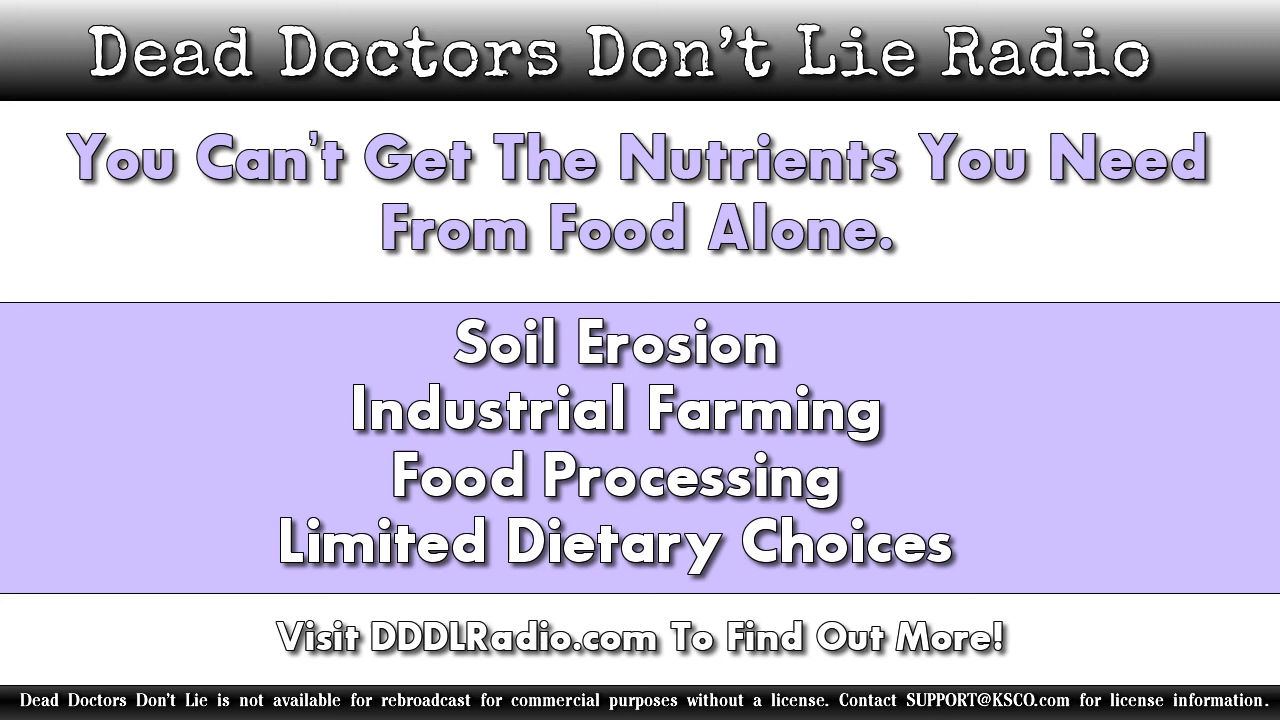 Dead Doctors Don't Lie Radio
You Can't Get The Nutrients You Need
From Food Alone.
Soil Erosion
Industrial Farming
Food Processing
Limited Dietary Choices
Visit DDDLRadio.com To Find Out More!
Dead Doctors Don't Lie is not available for rebroadcast for commercial purposes without a license. Contact SUPPORT@KSCO.com for license information.